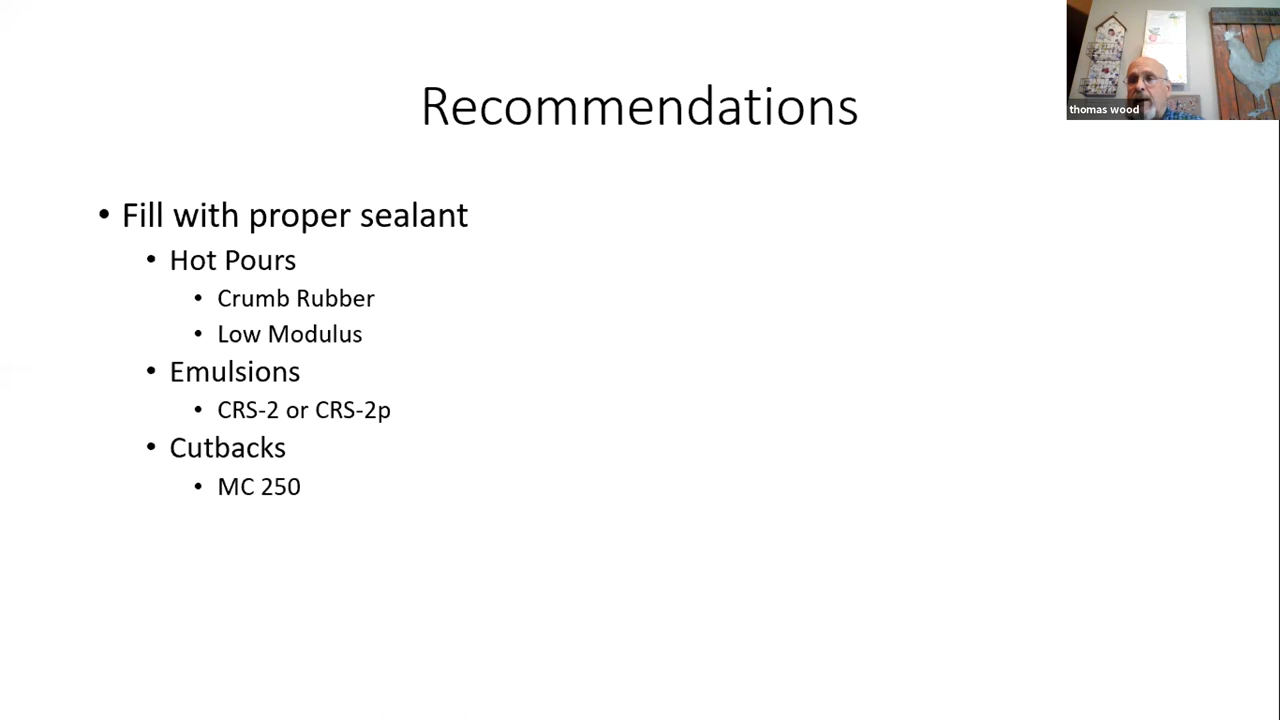 Recommendations
thomas wood
• Fill with proper sealant
• Hot Pours
• Crumb Rubber
• Low Modulus
• Emulsions
• CRS-2 or CRS-2p
• Cutbacks
• MC 250